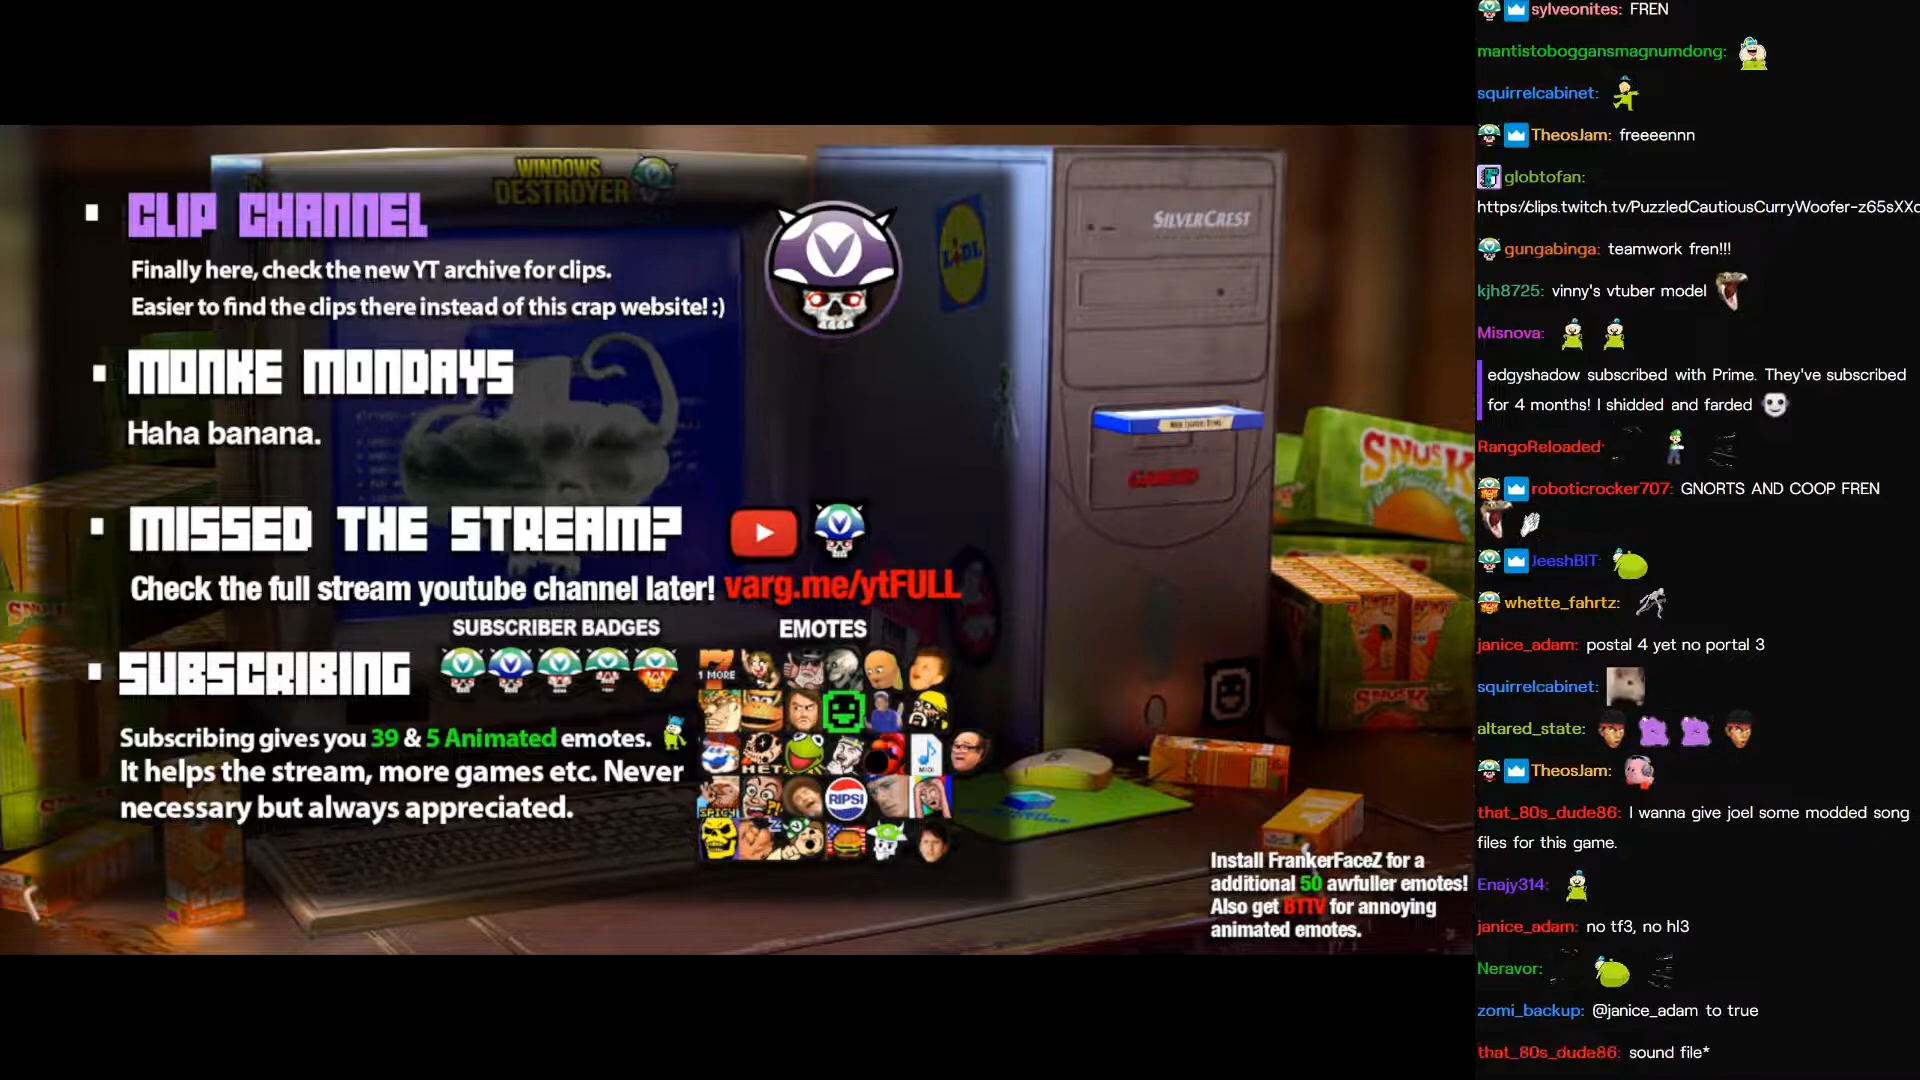 WINDOWS
DESTROYER
CLIP CHANNEL
Finally here, check the new YT archive for clips.
Easier to find the clips there instead of this crap website! :)
MONKE MONDAYS
Haha banana.
MISSED THE STREAM?
Check the full stream youtube channel later! varg.me/ytFULL
SUBSCRIBER BADGES
EMOTES
SUBSCRIBING
Subscribing gives you 39 & 5 Animated emotes.
It helps the stream, more games etc. Never
necessary but always appreciated.
1 MORE
HET
MIDI
SPICY
?!
RIPSI
Z
LIDL
SILVERCREST
SNUSK
SNUSK
Install FrankerFaceZ for a
additional 50 awfuller emotes!
Also get BTTV for annoying
animated emotes.
sylveonites: FREN
mantistoboggansmagnumdong:
squirrelcabinet:
TheosJam: freeeennn
globtofan:
https://clips.twitch.tv/PuzzledCautiousCurryWoofer-z65sXXc
gungabinga: teamwork fren!!!
kjh8725: vinny's vtuber model
Misnova:
edgyshadow subscribed with Prime. They've subscribed
for 4 months! I shidded and farded
RangoReloaded:
roboticrocker707: GNORTS AND COOP FREN
JeeshBIT:
whette_fahrtz:
janice_adam: postal 4 yet no portal 3
squirrelcabinet:
altared_state:
TheosJam:
that_80s_dude86: I wanna give joel some modded song
files for this game.
Enajy314:
janice_adam: no tf3, no hl3
Neravor:
zomi_backup: @janice_adam to true
that_80s_dude86: sound file*